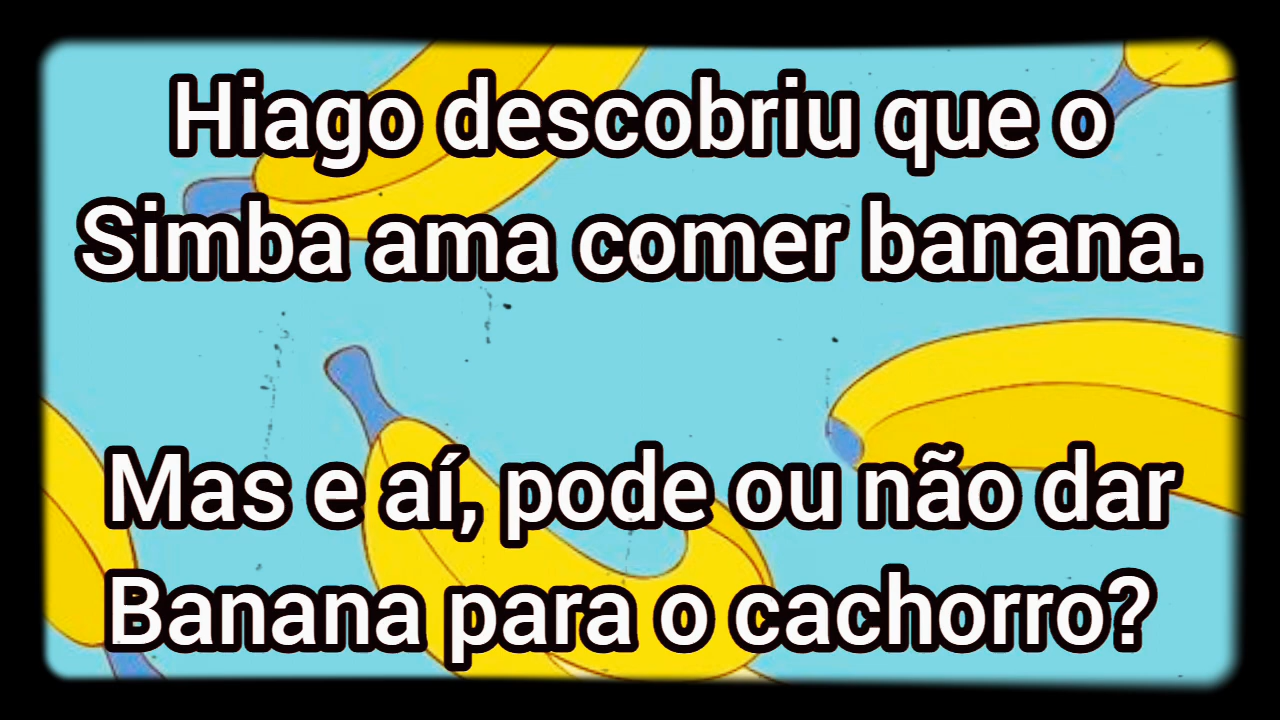 Hiago descobriu que o
Simba ama comer banana.
Mas e aí, pode ou não dar
Banana para o cachorro?